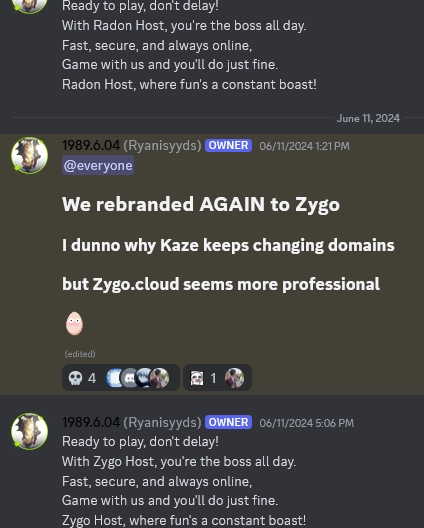 Ready to play, don't delay!
With Radon Host, you're the boss all day.
Fast, secure, and always online,
Game with us and you'll do just fine.
Radon Host, where fun's a constant boast!
June 11, 2024
1989.6.04 (Ryanisyyds) OWNER 06/11/2024 1:21 PM
@everyone
We rebranded AGAIN to Zygo
I dunno why Kaze keeps changing domains
but Zygo.cloud seems more professional
(edited)
4 1
1989.6.04 (Ryanisyyds) OWNER 06/11/2024 5:06 PM
Ready to play, don't delay!
With Zygo Host, you're the boss all day.
Fast, secure, and always online,
Game with us and you'll do just fine.
Zygo Host, where fun's a constant boast!